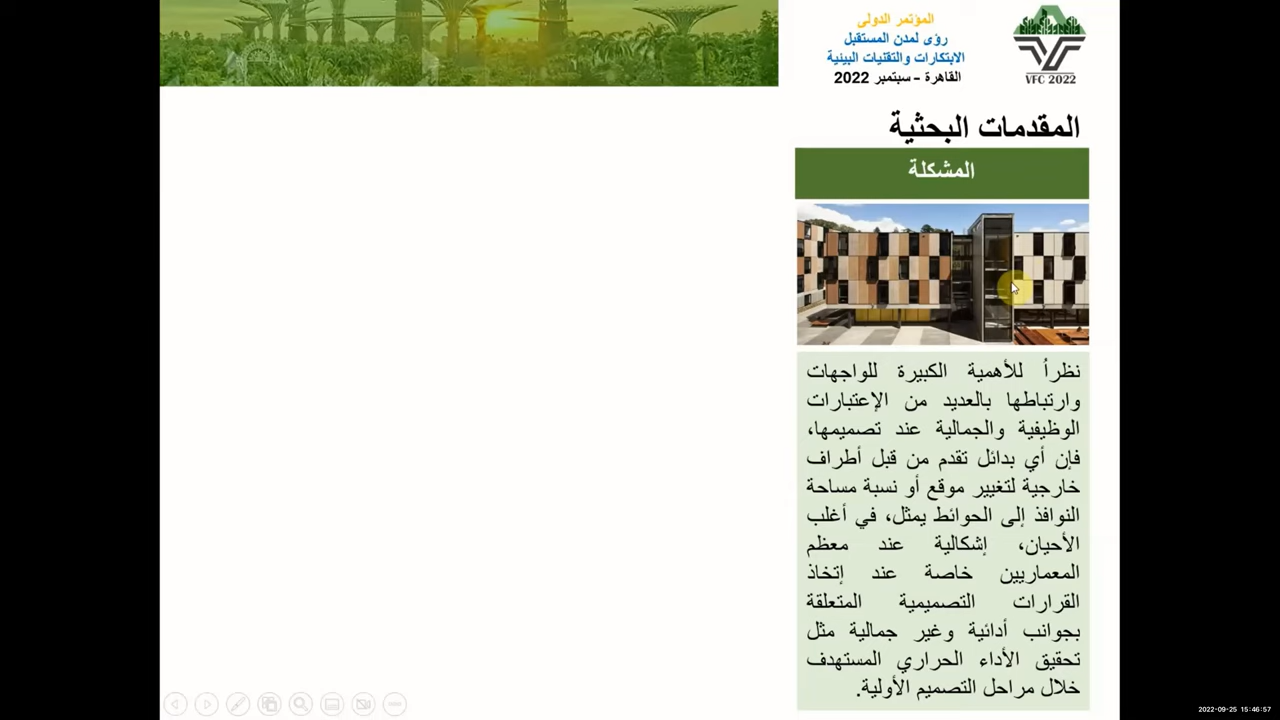 المؤتمر الدولى
رؤى لمدن المستقبل
الابتكارات والتقنيات البينية
القاهرة – سبتمبر 2022
VFC 2022
المقدمات البحثية
المشكلة
نظراُ للأهمية الكبيرة للواجهات
وارتباطها بالعديد من الإعتبارات
الوظيفية والجمالية عند تصميمها،
فإن أي بدائل تقدم من قبل أطراف
خارجية لتغيير موقع أو نسبة مساحة
النوافذ إلى الحوائط يمثل، في أغلب
الأحيان، إشكالية عند معظم
المعماريين خاصة عند إتخاذ
القرارات التصميمية المتعلقة
بجوانب أدائية وغير جمالية مثل
تحقيق الأداء الحراري المستهدف
خلال مراحل التصميم الأولية.
2022-09-25 15:46:57